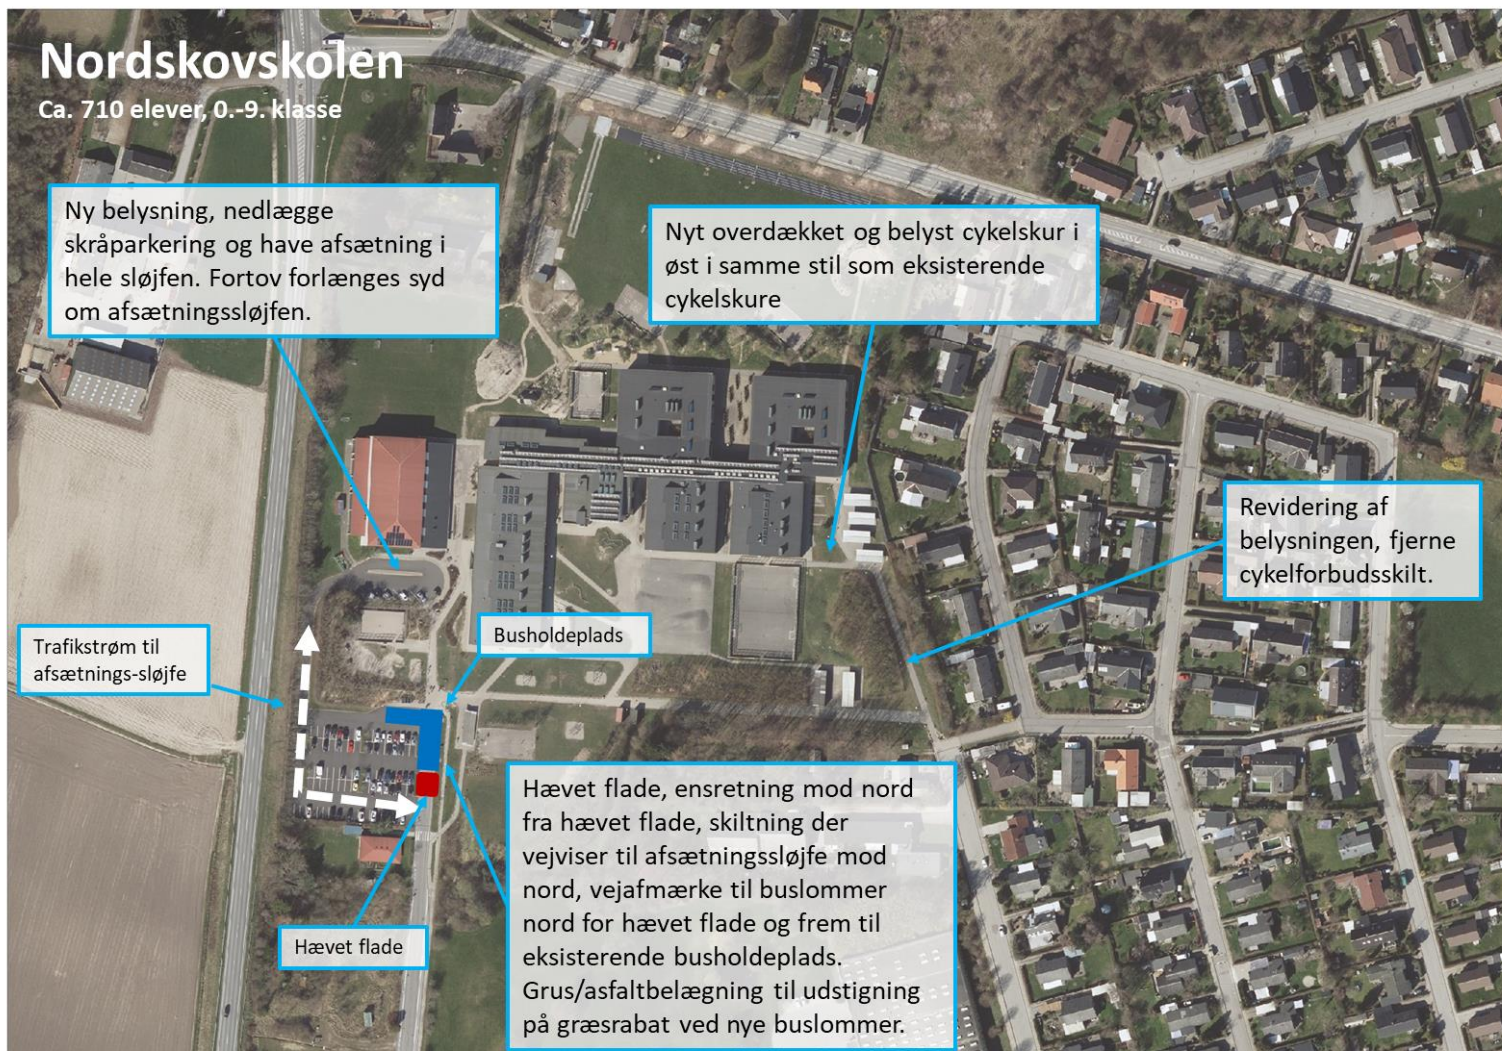 Nordskovskolen
Ca. 710 elever, 0.-9. klasse
Ny belysning, nedlægge
skråparkering og have afsætning i
hele sløjfen. Fortov forlænges syd
om afsætningssløjfen.
Nyt overdækket og belyst cykelskur i
øst i samme stil som eksisterende
cykelskure
Revidering af
belysningen, fjerne
cykelforbudsskilt.
Trafikstrøm til
afsætnings-sløjfe
Busholdeplads
Hævet flade, ensretning mod nord
fra hævet flade, skiltning der
vejviser til afsætningssløjfe mod
nord, vejafmærke til buslommer
nord for hævet flade og frem til
eksisterende busholdeplads.
Grus/asfaltbelægning til udstigning
på græsrabat ved nye buslommer.
Hævet flade